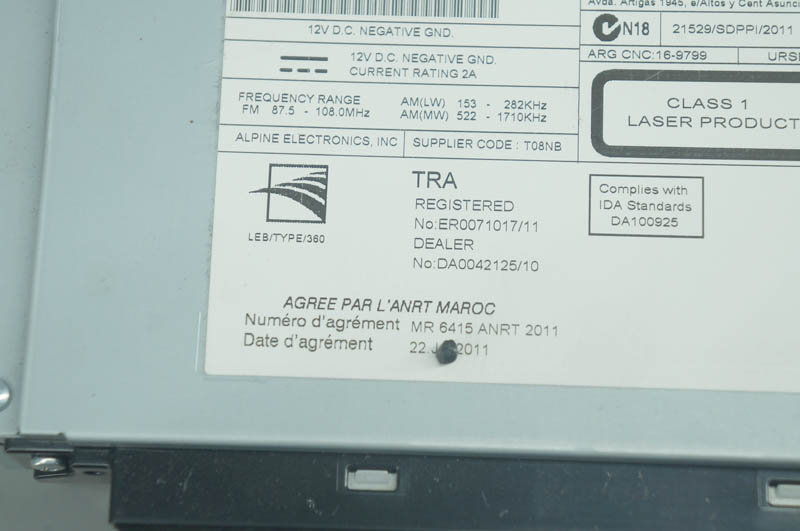 Avda. Artigas 1945, e/Altos y Cent Asunci
12V D.C. NEGATIVE GND.
N18 21529/SDPPI/2011
12V D.C. NEGATIVE GND.
CURRENT RATING 2A
ARG CNC:16-9799 URS
FREQUENCY RANGE AM(LW) 153 - 282KHz
FM 87.5 - 108.0MHz AM(MW) 522 - 1710KHz
CLASS 1
LASER PRODUCT
ALPINE ELECTRONICS, INC SUPPLIER CODE : T08NB
LEB/TYPE/360
TRA
REGISTERED
No:ER0071017/11
DEALER
No:DA0042125/10
Complies with
IDA Standards
DA100925
AGREE PAR L'ANRT MAROC
Numéro d'agrément MR 6415 ANRT 2011
Date d'agrément 22. 2011